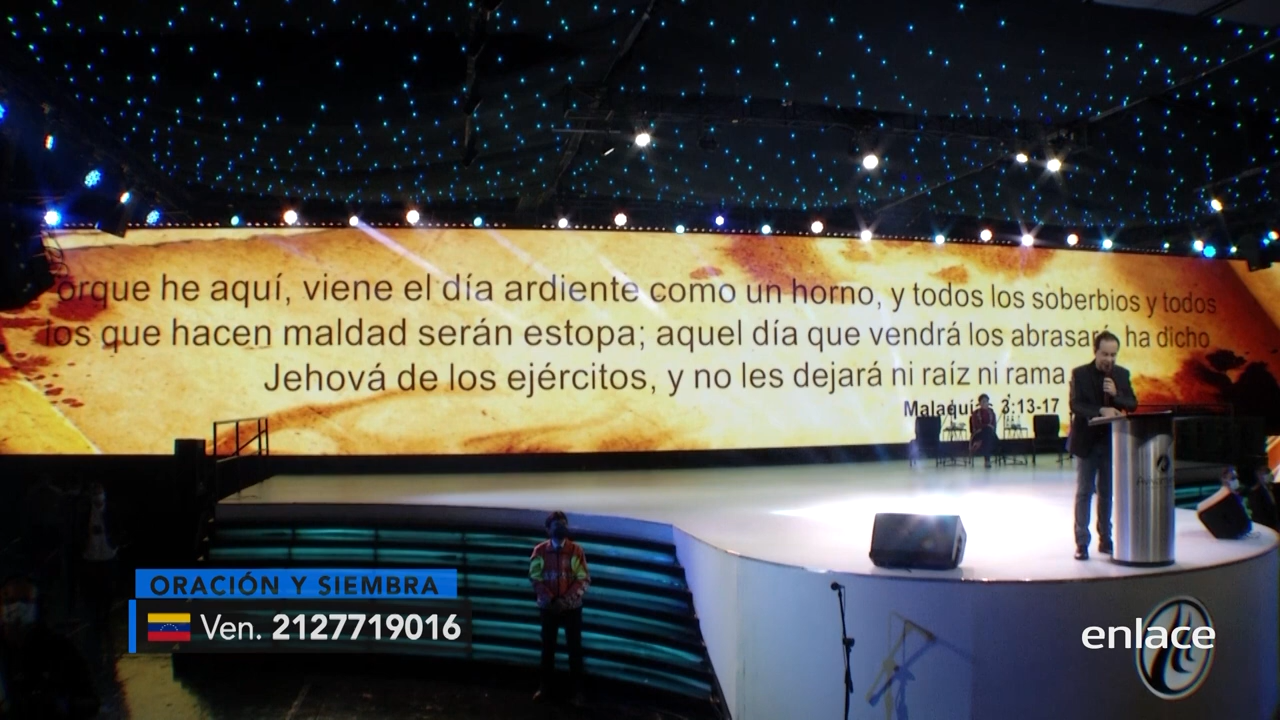 orque he aquí, viene el día ardiente como un horno, y todos los soberbios y todos
los que hacen maldad serán estopa; aquel día que vendrá los abrasará, ha dicho
Jehová de los ejércitos, y no les dejará ni raíz ni rama.
Malaquías 3:13-17
ORACIÓN Y SIEMBRA
Ven. 2127719016
enlace